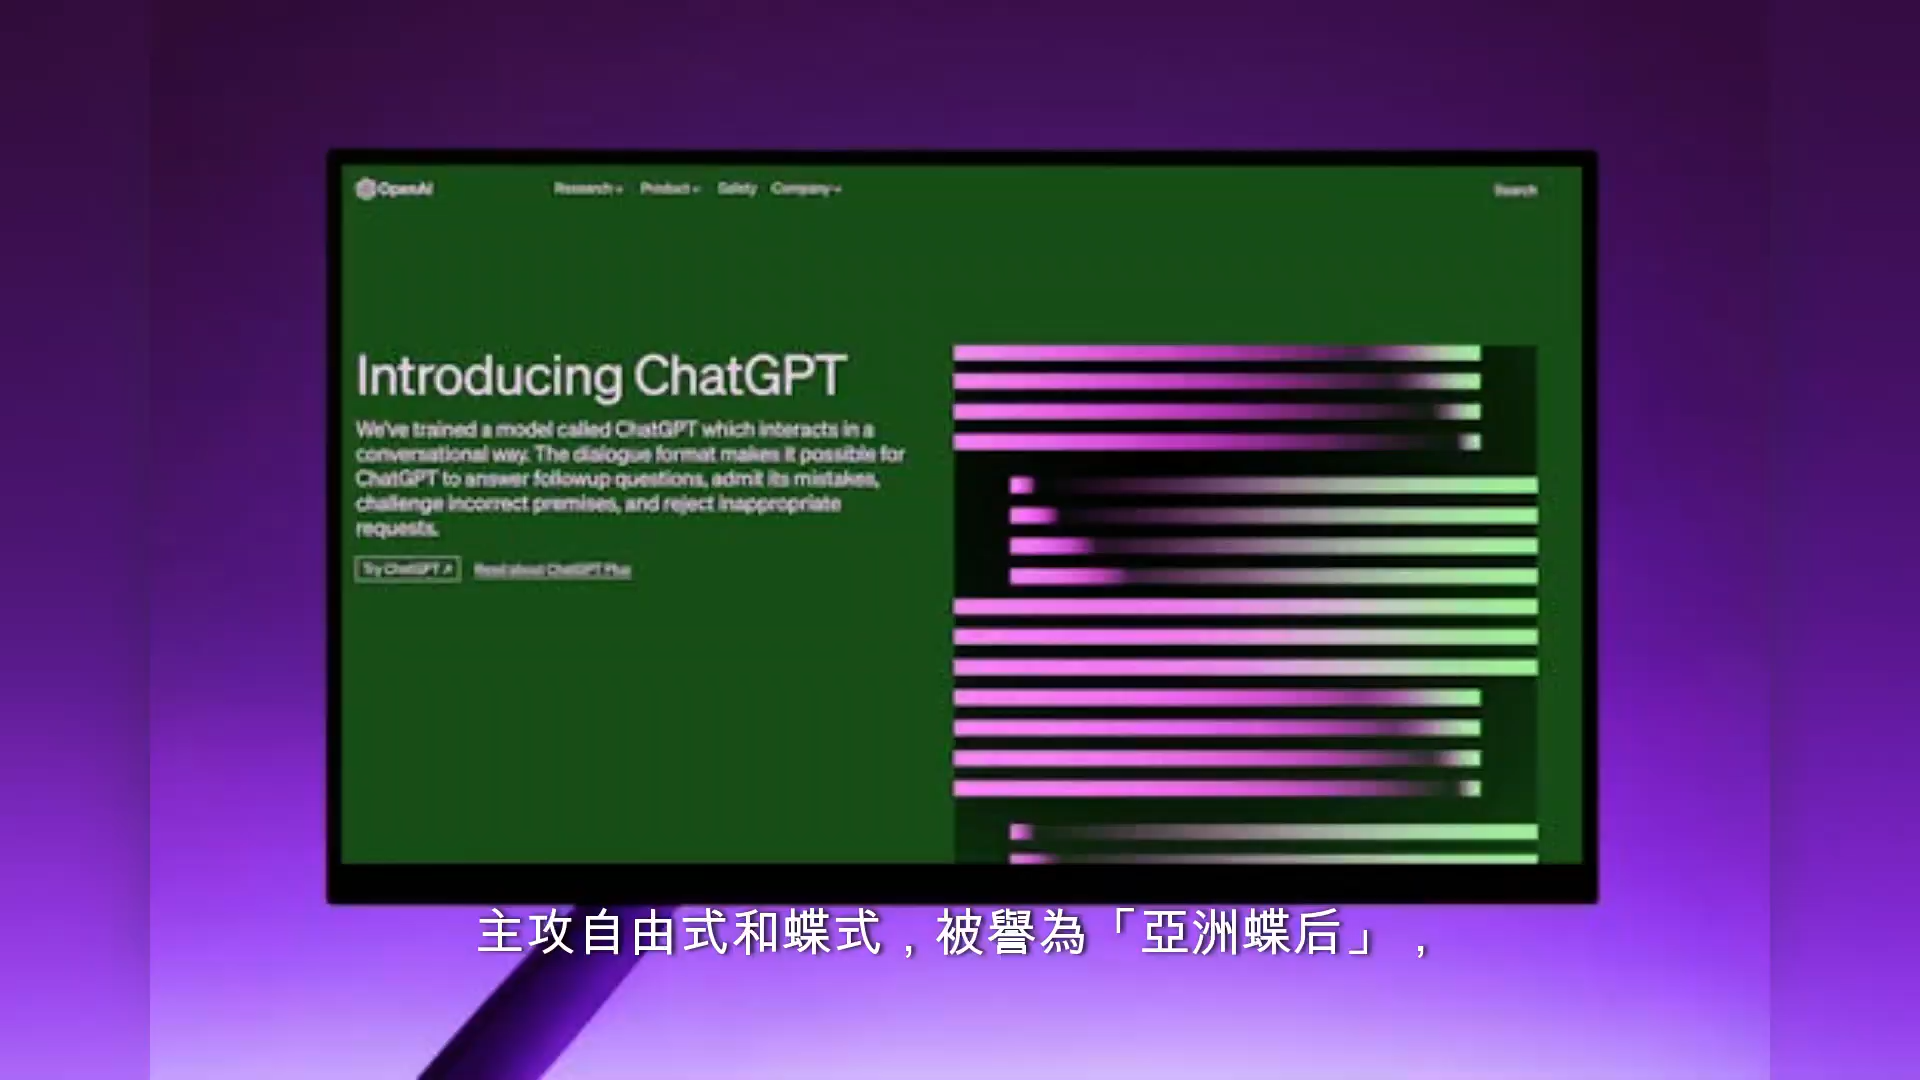 OpenAI
Research Product Safety Company
Search
Introducing ChatGPT
We've trained a model called ChatGPT which interacts in a
conversational way. The dialogue format makes it possible for
ChatGPT to answer followup questions, admit its mistakes,
challenge incorrect premises, and reject inappropriate
requests.
Try ChatGPT ↗ Read about ChatGPT Plus
主攻自由式和蝶式，被譽為「亞洲蝶后」，